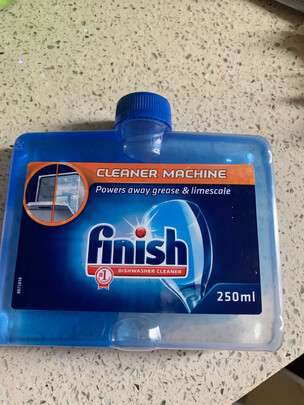 CLEANER MACHINE
Powers away grease & limescale
finish
#1
DISHWASHER CLEANER
250ml